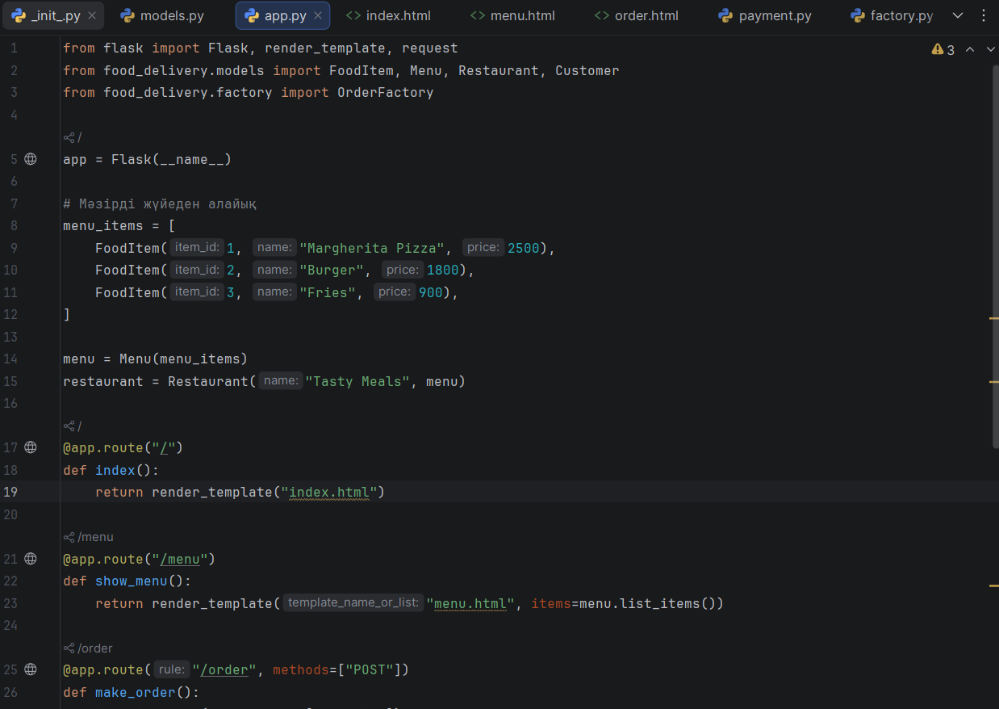 _init_.py models.py app.py index.html menu.html order.html payment.py factory.py
1 from flask import Flask, render_template, request
3
2 from food_delivery.models import FoodItem, Menu, Restaurant, Customer
3 from food_delivery.factory import OrderFactory
4
/
5 app = Flask(__name__)
6
7 # Мәзірді жүйеден алайық
8 menu_items = [
9 FoodItem( item_id: 1, name: "Margherita Pizza", price: 2500),
10 FoodItem( item_id: 2, name: "Burger", price: 1800),
11 FoodItem( item_id: 3, name: "Fries", price: 900),
12 ]
13
14 menu = Menu(menu_items)
15 restaurant = Restaurant( name: "Tasty Meals", menu)
16
/
17 @app.route("/")
18 def index():
19 return render_template("index.html")
20
/menu
21 @app.route("/menu")
22 def show_menu():
23 return render_template( template_name_or_list: "menu.html", items=menu.list_items())
24
/order
25 @app.route( rule: "/order", methods=["POST"])
26 def make_order():